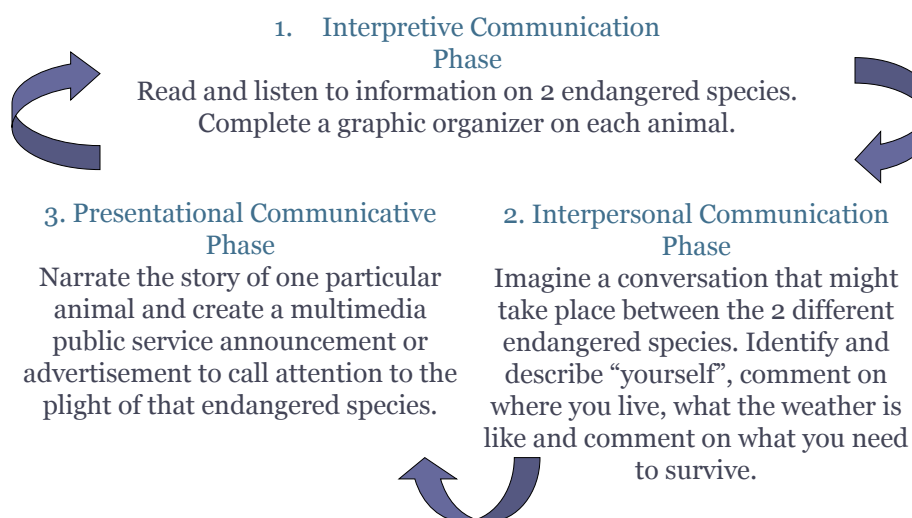 1. Interpretive Communication
Phase
Read and listen to information on 2 endangered species.
Complete a graphic organizer on each animal.
3. Presentational Communicative
Phase
Narrate the story of one particular
animal and create a multimedia
public service announcement or
advertisement to call attention to the
plight of that endangered species.
2. Interpersonal Communication
Phase
Imagine a conversation that might
take place between the 2 different
endangered species. Identify and
describe “yourself”, comment on
where you live, what the weather is
like and comment on what you need
to survive.